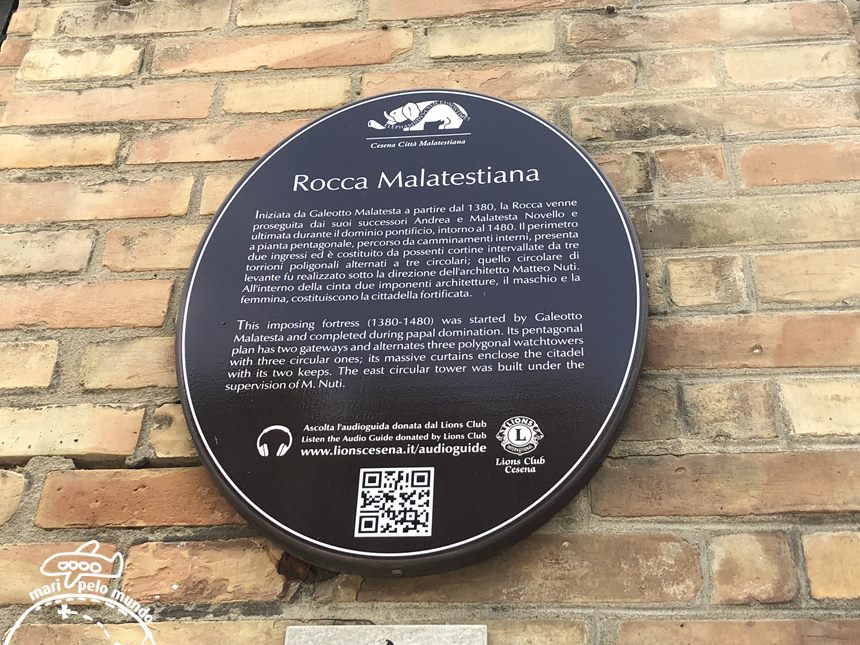 Cesena Città Malatestiana
Rocca Malatestiana
Iniziata da Galeotto Malatesta a partire dal 1380, la Rocca venne
proseguita dai suoi successori Andrea e Malatesta Novello e
ultimata durante il dominio pontificio, intorno al 1480. Il perimetro
a pianta pentagonale, percorso da camminamenti interni, presenta
due ingressi ed è costituito da possenti cortine intervallate da tre
torrioni poligonali alternati a tre circolari; quello circolare di
levante fu realizzato sotto la direzione dell'architetto Matteo Nuti.
All'interno della cinta due imponenti architetture, il maschio e la
femmina, costituiscono la cittadella fortificata.
This imposing fortress (1380-1480) was started by Galeotto
Malatesta and completed during papal domination. Its pentagonal
plan has two gateways and alternates three polygonal watchtowers
with three circular ones; its massive curtains enclose the citadel
with its two keeps. The east circular tower was built under the
supervision of M. Nuti.
Ascolta l'audioguida donata dal Lions Club
Listen the Audio Guide donated by Lions Club
www.lionscesena.it/audioguide
LIONS
L
INTERNATIONAL
Lions Club
Cesena
mari pelo mundo